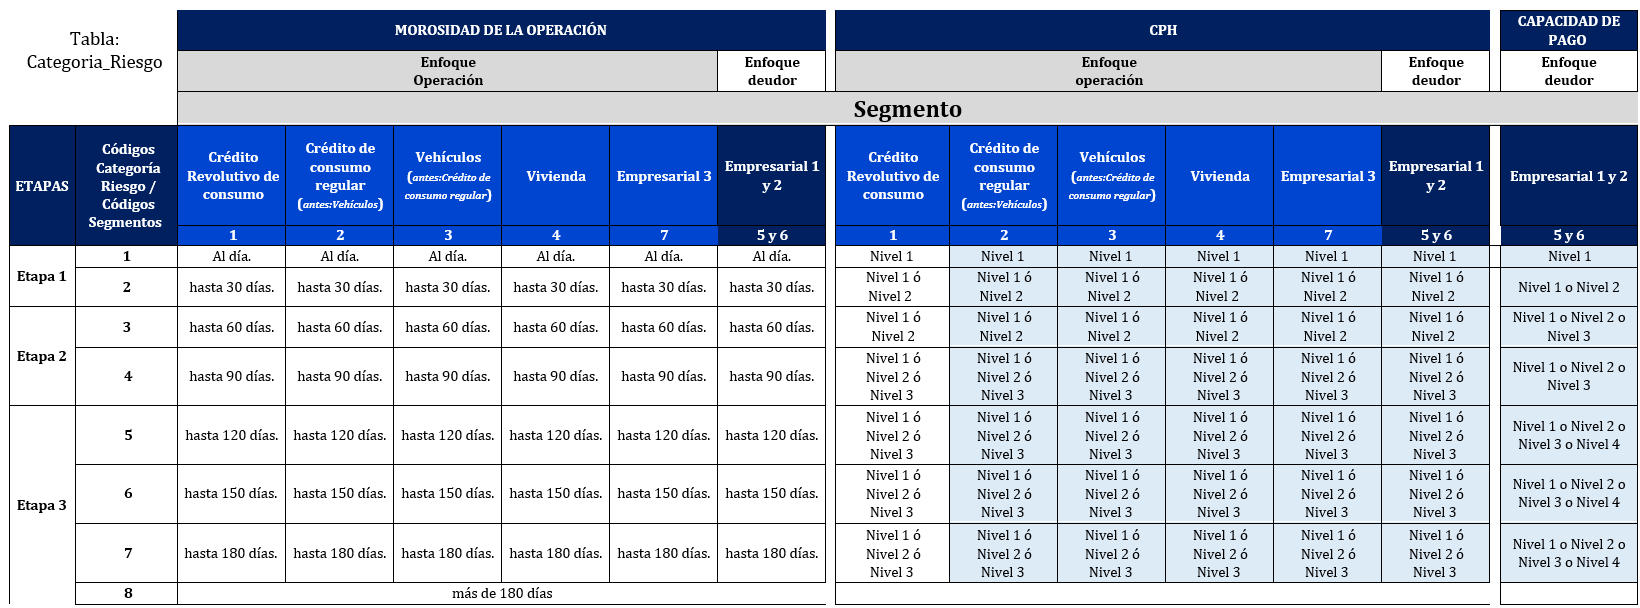 Tabla:
Categoria_Riesgo
MOROSIDAD DE LA OPERACIÓN
CPH
CAPACIDAD DE
PAGO
Enfoque
Operación
Enfoque
deudor
Enfoque
operación
Enfoque
deudor
Enfoque
deudor
Segmento
ETAPAS
Códigos
Categoría
Riesgo /
Códigos
Segmentos
Crédito
Revolutivo de
consumo
Crédito de
consumo
regular
(antes:Vehículos)
Vehículos
(antes:Crédito de
consumo regular)
Vivienda
Empresarial 3
Empresarial 1
y 2
Crédito
Revolutivo de
consumo
Crédito de
consumo
regular
(antes:Vehículos)
Vehículos
(antes:Crédito de
consumo regular)
Vivienda
Empresarial 3
Empresarial 1
y 2
Empresarial 1 y 2
1 2 3 4 7 5 y 6 1 2 3 4 7 5 y 6 5 y 6
Etapa 1
1 Al día. Al día. Al día. Al día. Al día. Al día. Nivel 1 Nivel 1 Nivel 1 Nivel 1 Nivel 1 Nivel 1 Nivel 1
2 hasta 30 días. hasta 30 días. hasta 30 días. hasta 30 días. hasta 30 días. hasta 30 días.
Nivel 1 ó Nivel 1 ó Nivel 1 ó Nivel 1 ó Nivel 1 ó Nivel 1 ó
Nivel 2 Nivel 2 Nivel 2 Nivel 2 Nivel 2 Nivel 2
Nivel 1 o Nivel 2
Etapa 2
3 hasta 60 días. hasta 60 días. hasta 60 días. hasta 60 días. hasta 60 días. hasta 60 días.
Nivel 1 ó Nivel 1 ó Nivel 1 ó Nivel 1 ó Nivel 1 ó Nivel 1 ó
Nivel 2 Nivel 2 Nivel 2 Nivel 2 Nivel 2 Nivel 2
Nivel 1 o Nivel 2 o
Nivel 3
4 hasta 90 días. hasta 90 días. hasta 90 días. hasta 90 días. hasta 90 días. hasta 90 días.
Nivel 1 ó Nivel 1 ó Nivel 1 ó Nivel 1 ó Nivel 1 ó Nivel 1 ó
Nivel 2 ó Nivel 2 ó Nivel 2 ó Nivel 2 ó Nivel 2 ó Nivel 2 ó
Nivel 3 Nivel 3 Nivel 3 Nivel 3 Nivel 3 Nivel 3
Nivel 1 o Nivel 2 o
Nivel 3
Etapa 3
5 hasta 120 días. hasta 120 días. hasta 120 días. hasta 120 días. hasta 120 días. hasta 120 días.
Nivel 1 ó Nivel 1 ó Nivel 1 ó Nivel 1 ó Nivel 1 ó Nivel 1 ó
Nivel 2 ó Nivel 2 ó Nivel 2 ó Nivel 2 ó Nivel 2 ó Nivel 2 ó
Nivel 3 Nivel 3 Nivel 3 Nivel 3 Nivel 3 Nivel 3
Nivel 1 o Nivel 2 o
Nivel 3 o Nivel 4
6 hasta 150 días. hasta 150 días. hasta 150 días. hasta 150 días. hasta 150 días. hasta 150 días.
Nivel 1 ó Nivel 1 ó Nivel 1 ó Nivel 1 ó Nivel 1 ó Nivel 1 ó
Nivel 2 ó Nivel 2 ó Nivel 2 ó Nivel 2 ó Nivel 2 ó Nivel 2 ó
Nivel 3 Nivel 3 Nivel 3 Nivel 3 Nivel 3 Nivel 3
Nivel 1 o Nivel 2 o
Nivel 3 o Nivel 4
7 hasta 180 días. hasta 180 días. hasta 180 días. hasta 180 días. hasta 180 días. hasta 180 días.
Nivel 1 ó Nivel 1 ó Nivel 1 ó Nivel 1 ó Nivel 1 ó Nivel 1 ó
Nivel 2 ó Nivel 2 ó Nivel 2 ó Nivel 2 ó Nivel 2 ó Nivel 2 ó
Nivel 3 Nivel 3 Nivel 3 Nivel 3 Nivel 3 Nivel 3
Nivel 1 o Nivel 2 o
Nivel 3 o Nivel 4
8 más de 180 días